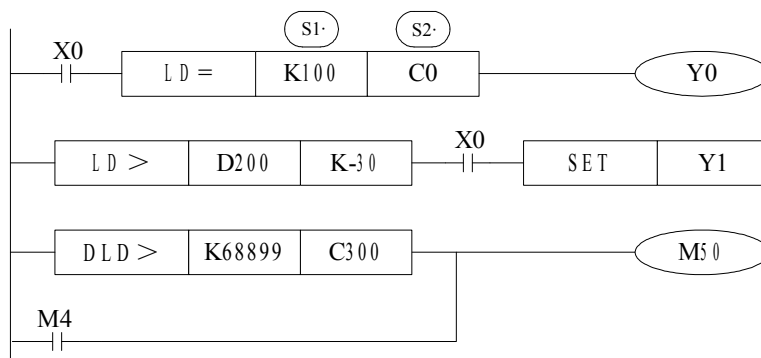 S1· S2·
X0 LD= K100 C0 Y0
LD> D200 K-30 X0 SET Y1
DLD> K68899 C300 M50
M4